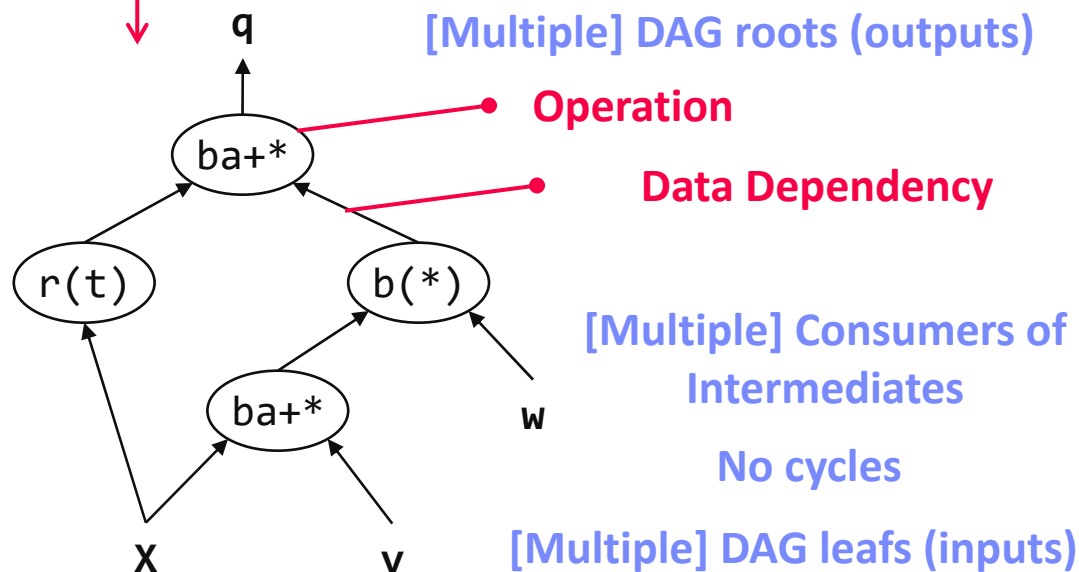 q
[Multiple] DAG roots (outputs)
Operation
ba+*
Data Dependency
r(t)
b(*)
[Multiple] Consumers of
Intermediates
ba+*
w
No cycles
X
v
[Multiple] DAG leafs (inputs)